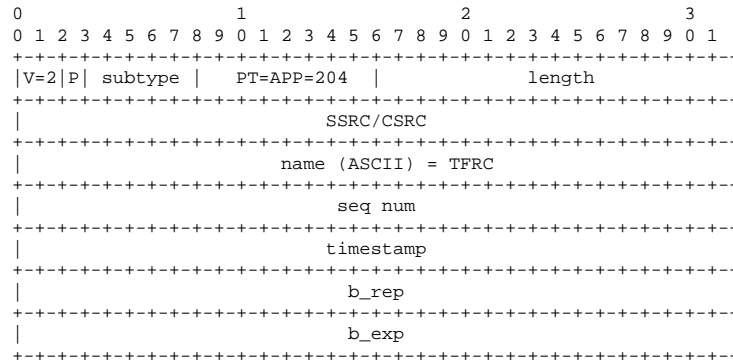 0                   1                   2                   3
0 1 2 3 4 5 6 7 8 9 0 1 2 3 4 5 6 7 8 9 0 1 2 3 4 5 6 7 8 9 0 1
+-+-+-+-+-+-+-+-+-+-+-+-+-+-+-+-+-+-+-+-+-+-+-+-+-+-+-+-+-+-+-+--
|V=2|P| subtype |   PT=APP=204  |             length
+-+-+-+-+-+-+-+-+-+-+-+-+-+-+-+-+-+-+-+-+-+-+-+-+-+-+-+-+-+-+-+--
|                           SSRC/CSRC
+-+-+-+-+-+-+-+-+-+-+-+-+-+-+-+-+-+-+-+-+-+-+-+-+-+-+-+-+-+-+-+--
|                       name (ASCII) = TFRC
+-+-+-+-+-+-+-+-+-+-+-+-+-+-+-+-+-+-+-+-+-+-+-+-+-+-+-+-+-+-+-+--
|                            seq num
+-+-+-+-+-+-+-+-+-+-+-+-+-+-+-+-+-+-+-+-+-+-+-+-+-+-+-+-+-+-+-+--
|                           timestamp
+-+-+-+-+-+-+-+-+-+-+-+-+-+-+-+-+-+-+-+-+-+-+-+-+-+-+-+-+-+-+-+--
|                             b_rep
+-+-+-+-+-+-+-+-+-+-+-+-+-+-+-+-+-+-+-+-+-+-+-+-+-+-+-+-+-+-+-+--
|                             b_exp
+-+-+-+-+-+-+-+-+-+-+-+-+-+-+-+-+-+-+-+-+-+-+-+-+-+-+-+-+-+-+-+--